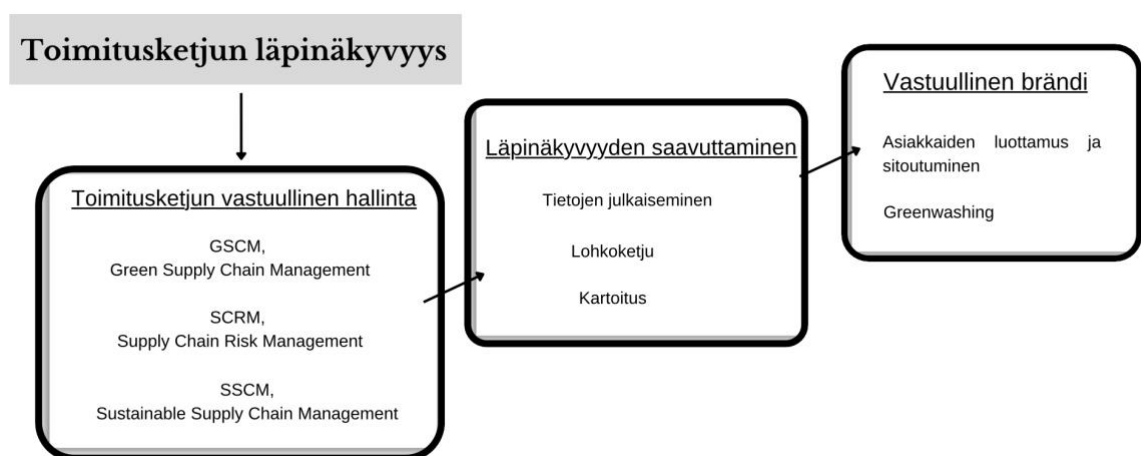 Toimitusketjun läpinäkyvyys
Toimitusketjun vastuullinen hallinta
GSCM,
Green Supply Chain Management
SCRM,
Supply Chain Risk Management
SSCM,
Sustainable Supply Chain Management
Läpinäkyvyyden saavuttaminen
Tietojen julkaiseminen
Lohkoketju
Kartoitus
Vastuullinen brändi
Asiakkaiden luottamus ja
sitoutuminen
Greenwashing